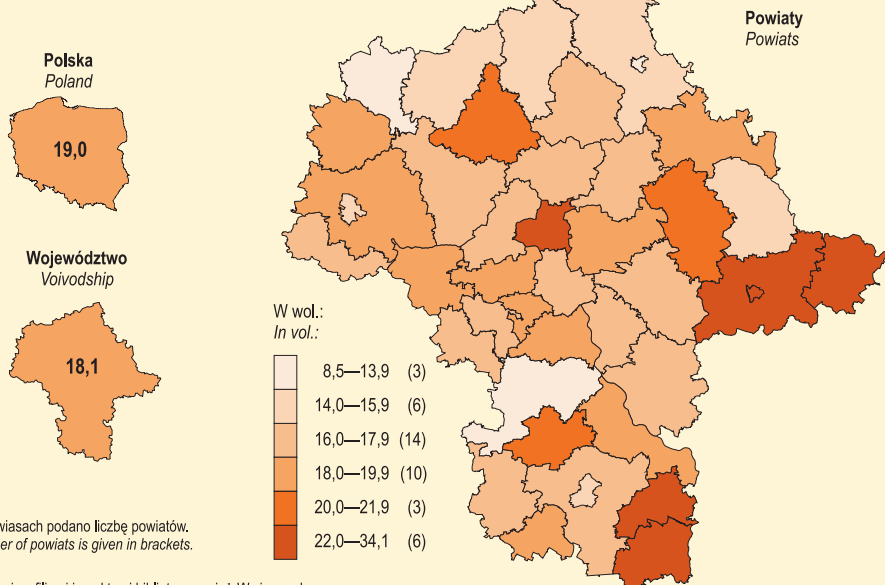 Polska
Poland
19,0
Województwo
Voivodship
18,1
Powiaty
Powiats
W wol.:
In vol.:
8,5—13,9 (3)
14,0—15,9 (6)
16,0—17,9 (14)
18,0—19,9 (10)
20,0—21,9 (3)
22,0—34,1 (6)
wiasach podano liczbę powiatów.
er of powiats is given in brackets.